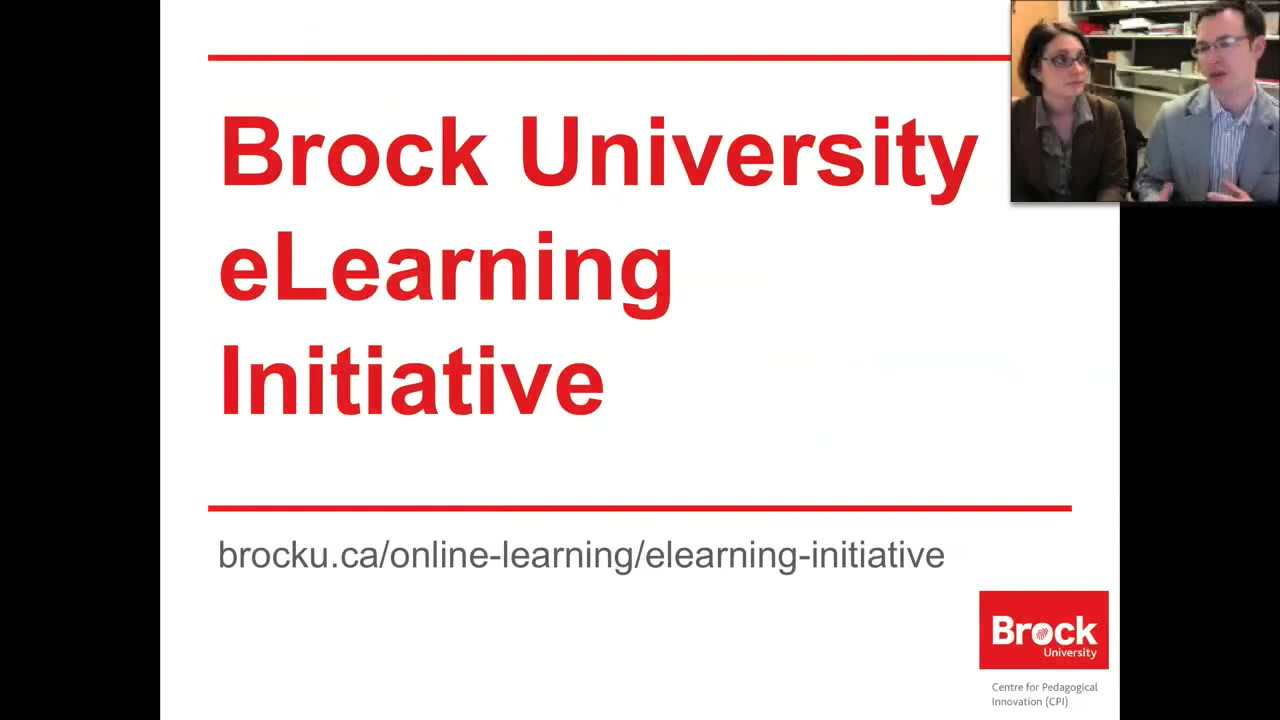 Brock University
eLearning
Initiative
brocku.ca/online-learning/elearning-initiative
Brock
University
Centre for Pedagogical
Innovation (CPI)